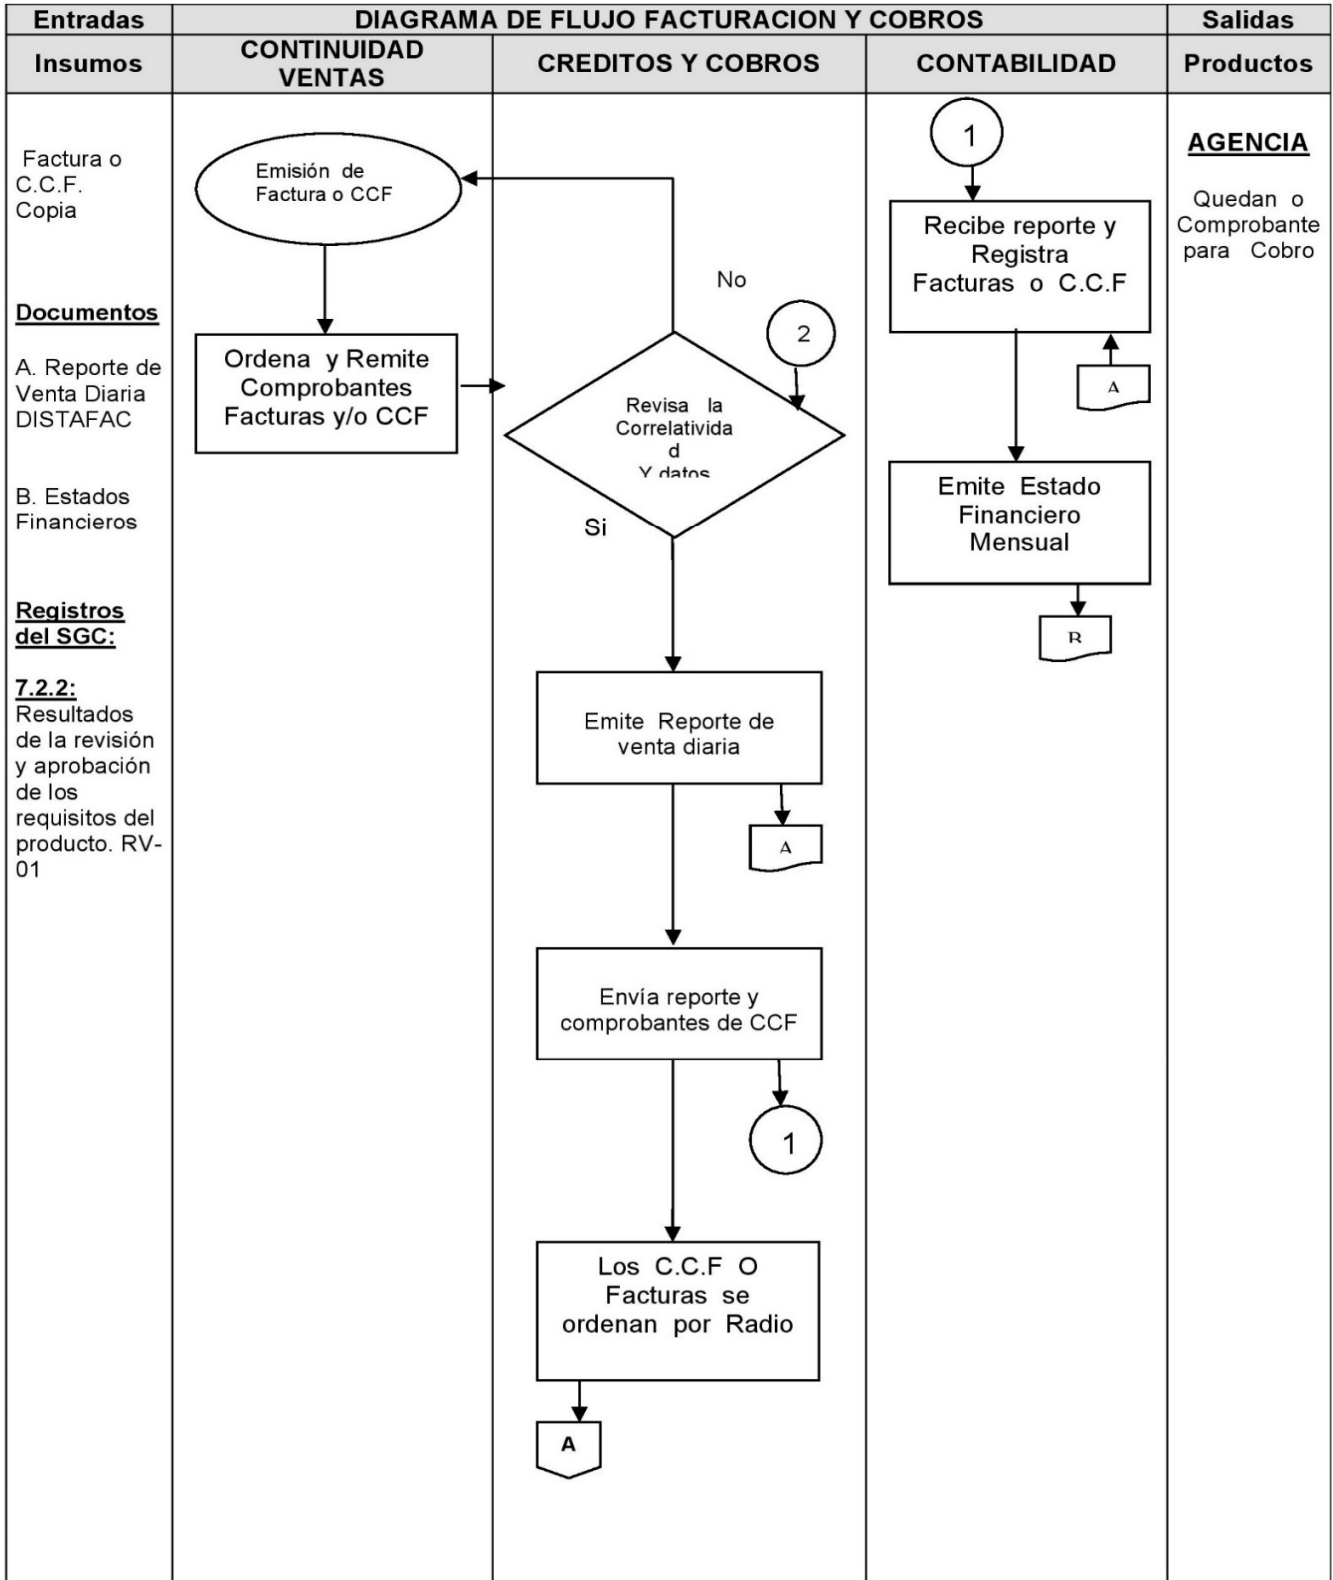 Entradas
DIAGRAMA DE FLUJO FACTURACION Y COBROS
Salidas
Insumos
CONTINUIDAD
VENTAS
CREDITOS Y COBROS
CONTABILIDAD
Productos
Factura o
C.C.F.
Copia
Documentos
A. Reporte de
Venta Diaria
DISTAFAC
B. Estados
Financieros
Registros
del SGC:
7.2.2:
Resultados
de la revisión
y aprobación
de los
requisitos del
producto. RV-
01
Emisión de
Factura o CCF
Ordena y Remite
Comprobantes
Facturas y/o CCF
No
2
Revisa la
Correlativida
d
Y datos
Si
Emite Reporte de
venta diaria
A
Envía reporte y
comprobantes de CCF
1
Los C.C.F O
Facturas se
ordenan por Radio
A
1
Recibe reporte y
Registra
Facturas o C.C.F
A
Emite Estado
Financiero
Mensual
B
AGENCIA
Quedan o
Comprobante
para Cobro